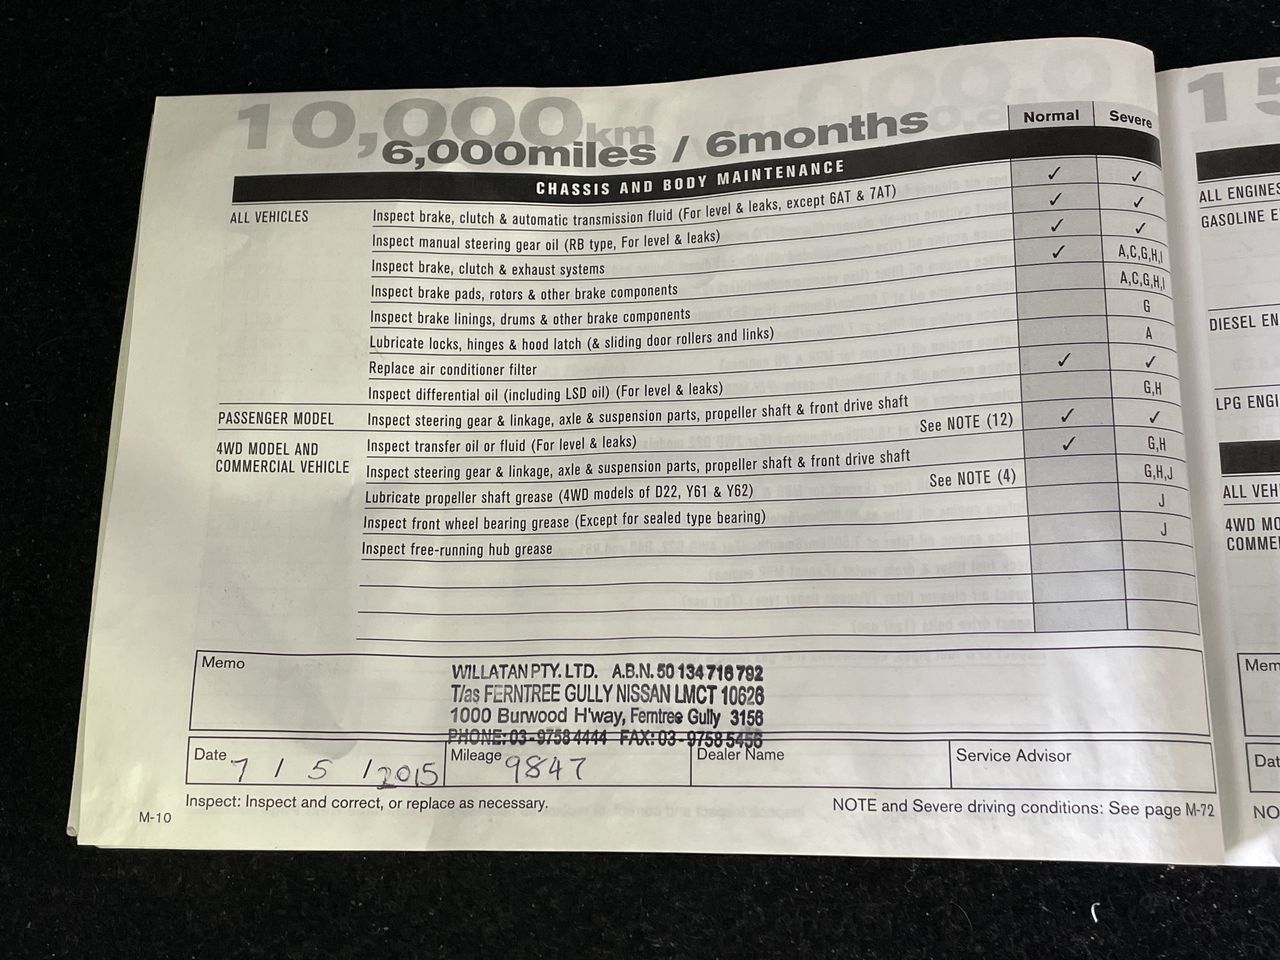 10,000km
6,000miles / 6months
Normal Severe
CHASSIS AND BODY MAINTENANCE
ALL VEHICLES Inspect brake, clutch & automatic transmission fluid (For level & leaks, except 6AT & 7AT) ✓ ✓
Inspect manual steering gear oil (RB type, For level & leaks) ✓ ✓
Inspect brake, clutch & exhaust systems ✓ ✓
Inspect brake pads, rotors & other brake components ✓ A,C,G,H,I
Inspect brake linings, drums & other brake components A,C,G,H,I
Lubricate locks, hinges & hood latch (& sliding door rollers and links) G
Replace air conditioner filter A
Inspect differential oil (including LSD oil) (For level & leaks) ✓ ✓
PASSENGER MODEL Inspect steering gear & linkage, axle & suspension parts, propeller shaft & front drive shaft G,H
4WD MODEL AND COMMERCIAL VEHICLE Inspect transfer oil or fluid (For level & leaks) See NOTE (12) ✓ ✓
Inspect steering gear & linkage, axle & suspension parts, propeller shaft & front drive shaft ✓ G,H
Lubricate propeller shaft grease (4WD models of D22, Y61 & Y62) See NOTE (4) G,H,J
Inspect front wheel bearing grease (Except for sealed type bearing) J
Inspect free-running hub grease J
Memo
WILLATAN PTY. LTD. A.B.N. 50 134 716 792
T/as FERNTREE GULLY NISSAN LMCT 10626
1000 Burwood H'way, Ferntree Gully 3156
PHONE: 03-9758 4444 FAX: 03-9758 5456
Date 7 / 5 / 2015 Mileage 9847 Dealer Name Service Advisor
Inspect: Inspect and correct, or replace as necessary. NOTE and Severe driving conditions: See page M-72
M-10
15
ALL ENGINES
GASOLINE E
DIESEL EN
LPG ENGI
ALL VEH
4WD MO
COMME
Mem
Dat
NO